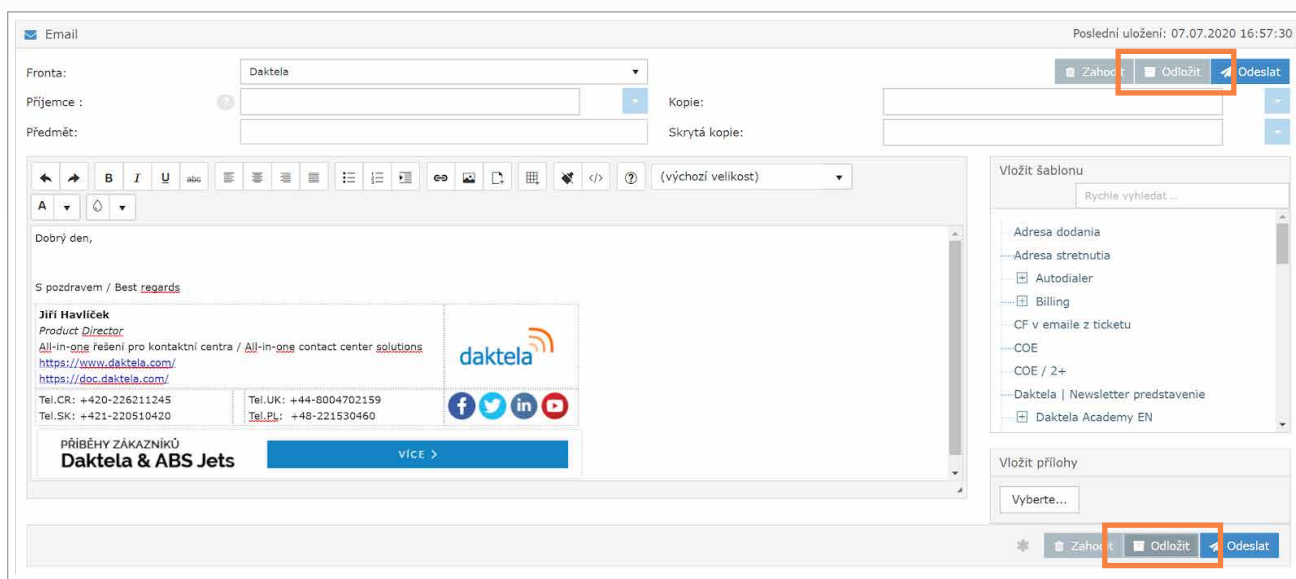 Email
Poslední uložení: 07.07.2020 16:57:30
Fronta:
Daktela
Zahodit
Odložit
Odeslat
Příjemce :
Kopie:
Předmět:
Skrytá kopie:
B I U abc
(výchozí velikost)
A
Dobrý den,
S pozdravem / Best regards
Jiří Havlíček
Product Director
All-in-one řešení pro kontaktní centra / All-in-one contact center solutions
https://www.daktela.com/
https://doc.daktela.com/
daktela
Tel.CR: +420-226211245
Tel.UK: +44-8004702159
Tel.SK: +421-220510420
Tel.PL: +48-221530460
PŘÍBĚHY ZÁKAZNÍKŮ
Daktela & ABS Jets
VÍCE >
Vložit šablonu
Rychle vyhledat ...
Adresa dodania
Adresa stretnutia
Autodialer
Billing
CF v emaile z ticketu
COE
COE / 2+
Daktela | Newsletter predstavenie
Daktela Academy EN
Vložit přílohy
Vyberte...
Zahodit
Odložit
Odeslat